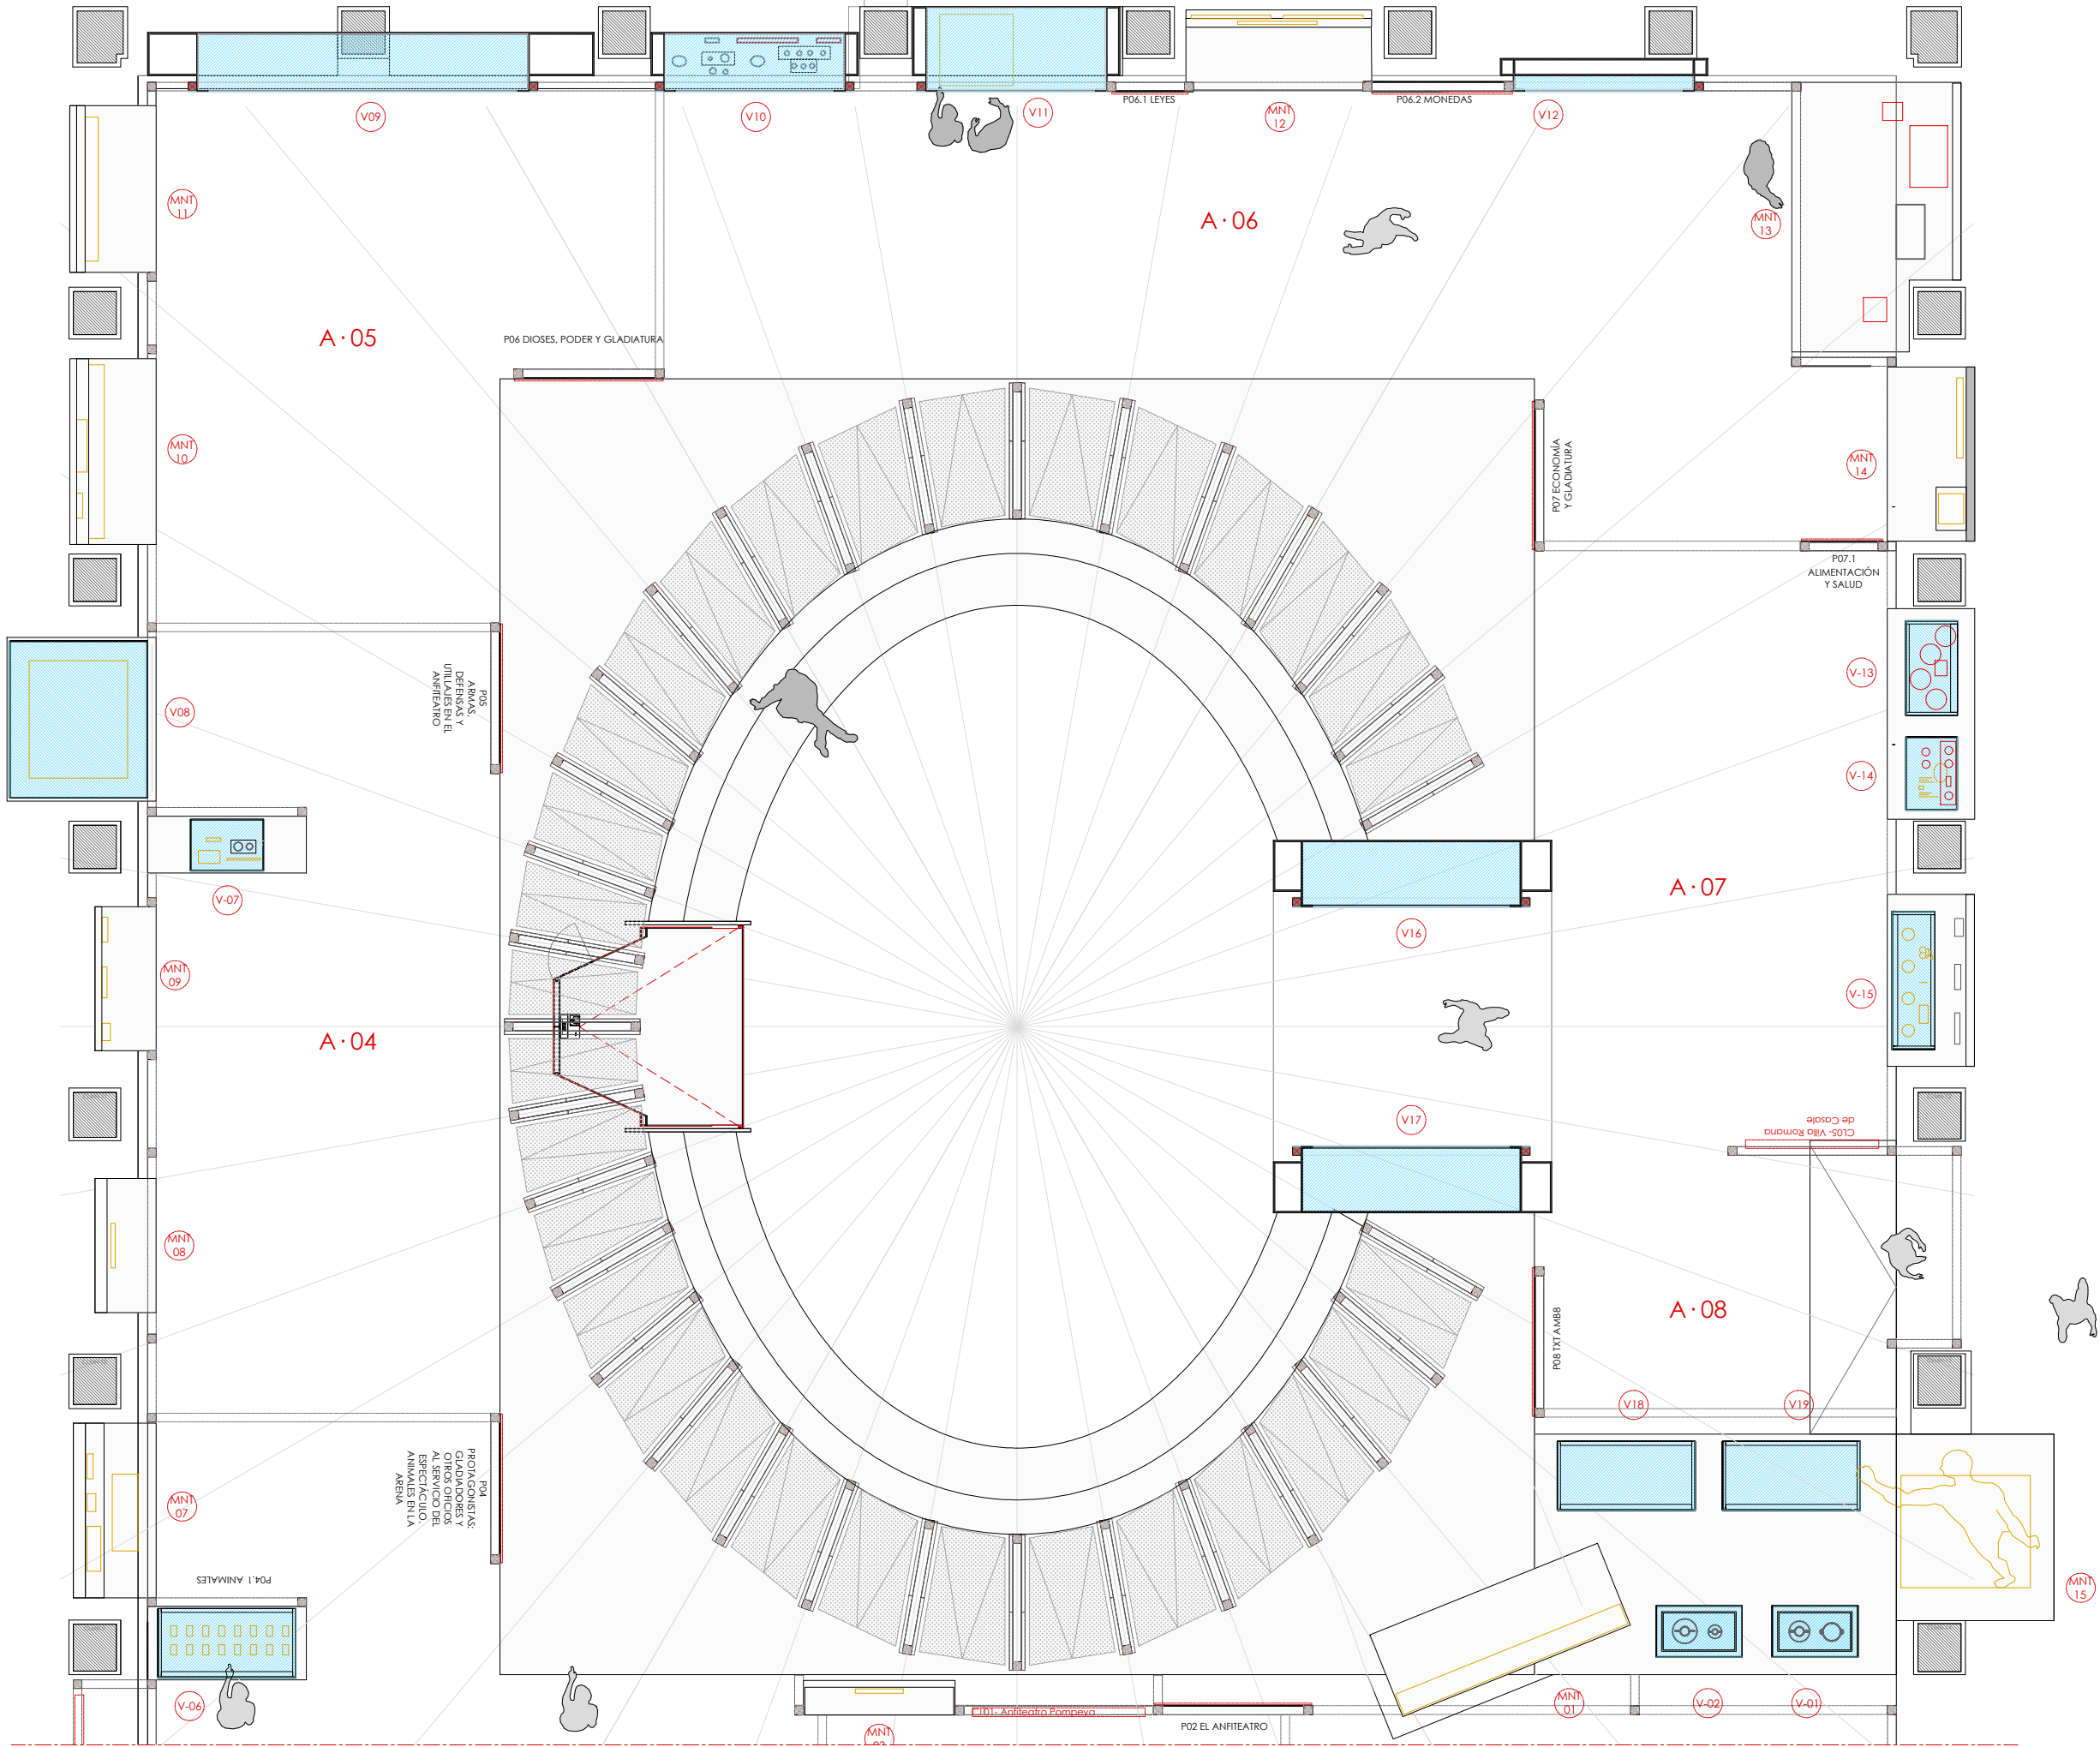 V09
V10
V11
P06.1 LEYES
MNT
12
P06.2 MONEDAS
V12
MNT
11
A · 06
MNT
13
A · 05
P06 DIOSES, PODER Y GLADIATURA
MNT
10
P07 ECONOMÍA
Y GLADIATURA
MNT
14
P07.1
ALIMENTACIÓN
Y SALUD
P05
ARMAS,
DEFENSAS Y
UTILLAJES EN EL
ANFITEATRO
V08
V-13
V-14
V-07
A · 07
V16
MNT
09
V-15
A · 04
V17
CL05- Villa Romana
de Casale
MNT
08
A · 08
P08 TXT AMB8
V18
V19
P04
PROTAGONISTAS:
GLADIADORES Y
OTROS OFICIOS
AL SERVICIO DEL
ESPECTÁCULO.
ANIMALES EN LA
ARENA
MNT
07
P04.1 ANIMALES
MNT
15
V-06
CL01- Anfiteatro Pompeya
P02 EL ANFITEATRO
MNT
01
V-02
V-01
MNT